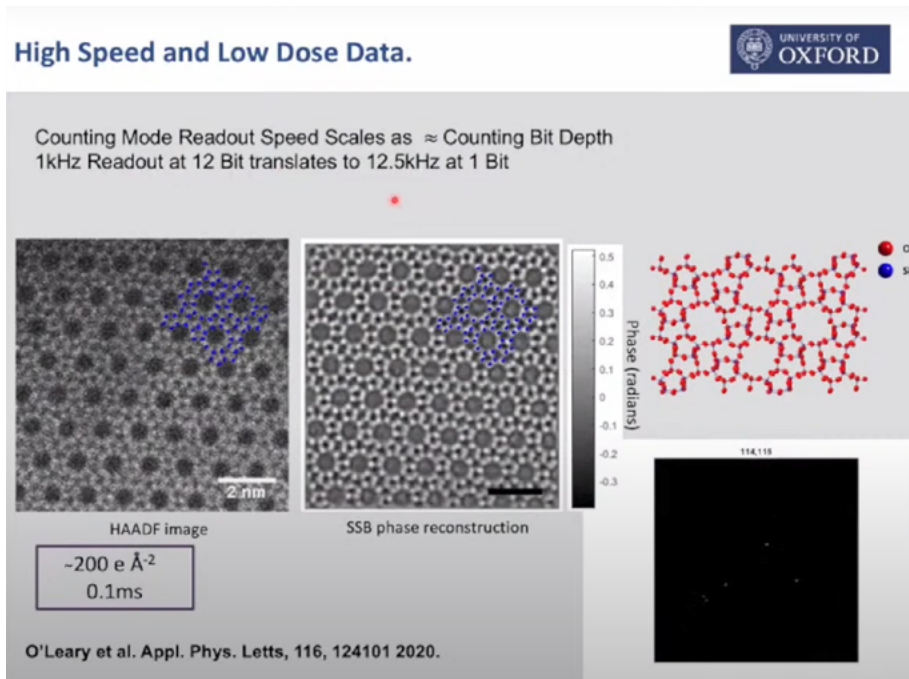 High Speed and Low Dose Data.
UNIVERSITY OF
OXFORD
Counting Mode Readout Speed Scales as ≈ Counting Bit Depth
1kHz Readout at 12 Bit translates to 12.5kHz at 1 Bit
2 nm
HAADF image
SSB phase reconstruction
0.5
0.4
0.3
0.2
0.1
0
-0.1
-0.2
-0.3
Phase (radians)
~200 e Å⁻²
0.1ms
O'Leary et al. Appl. Phys. Letts, 116, 124101 2020.